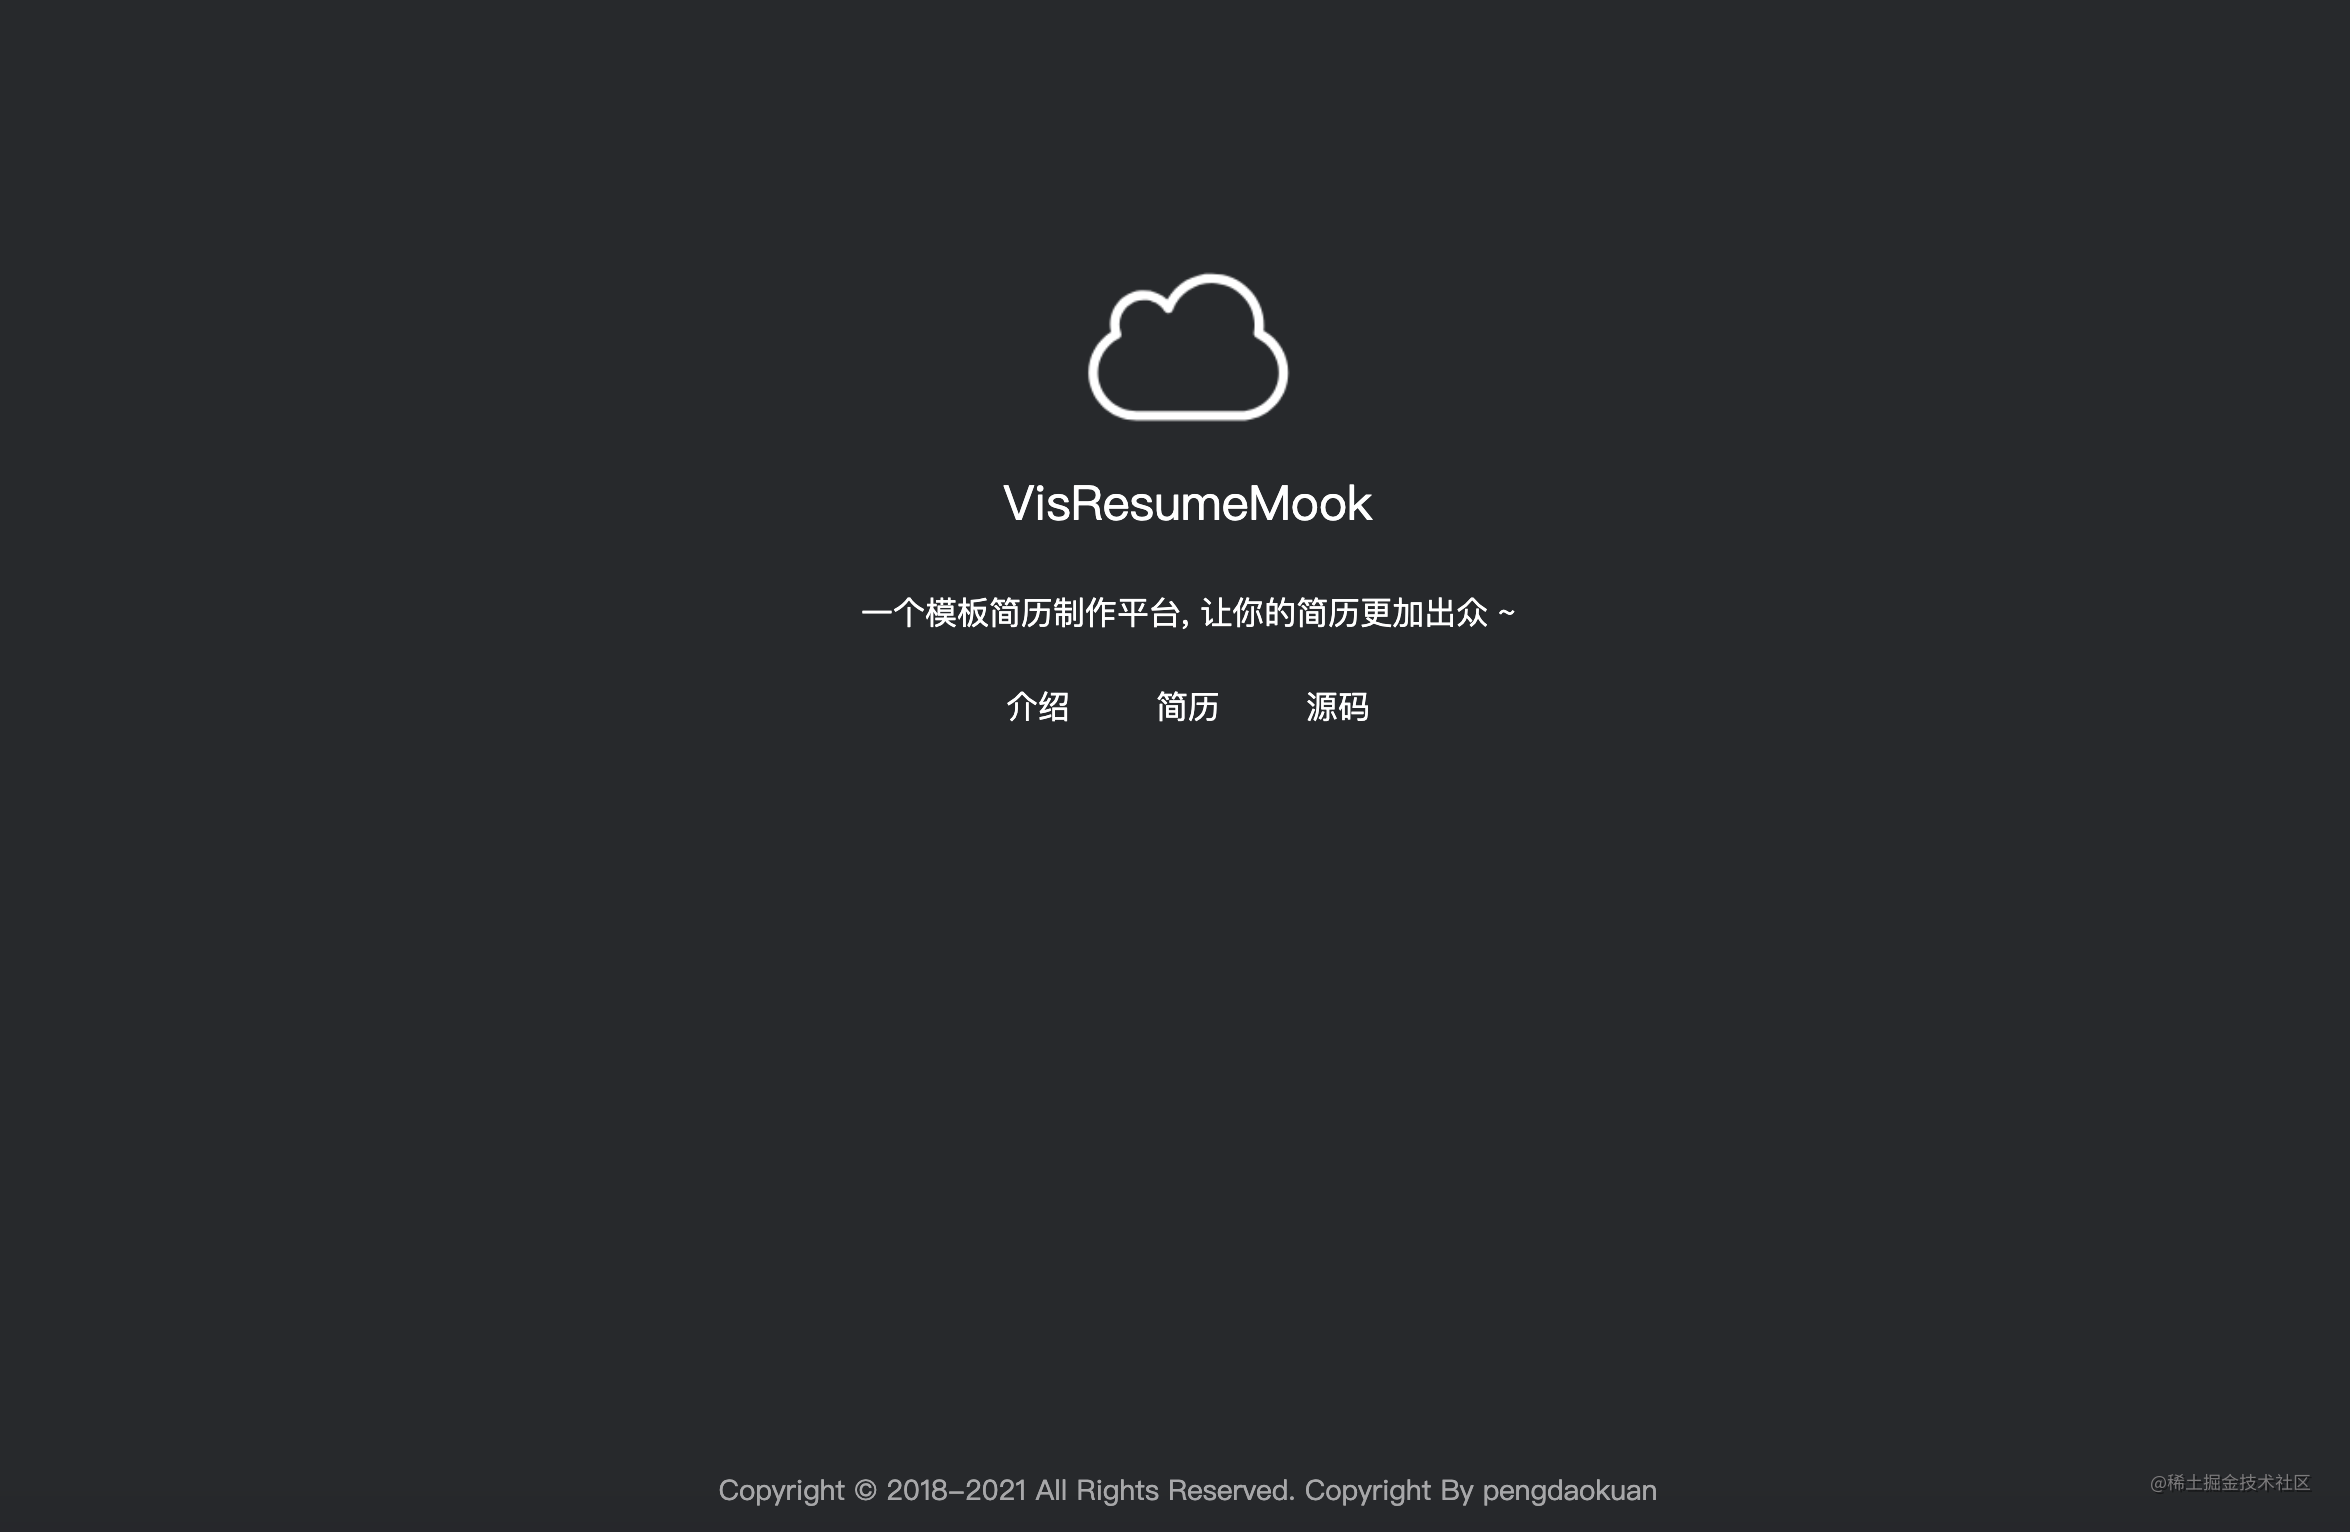 VisResumeMook
一个模板简历制作平台, 让你的简历更加出众 ~
介绍 简历 源码
Copyright © 2018-2021 All Rights Reserved. Copyright By pengdaokuan
@稀土掘金技术社区